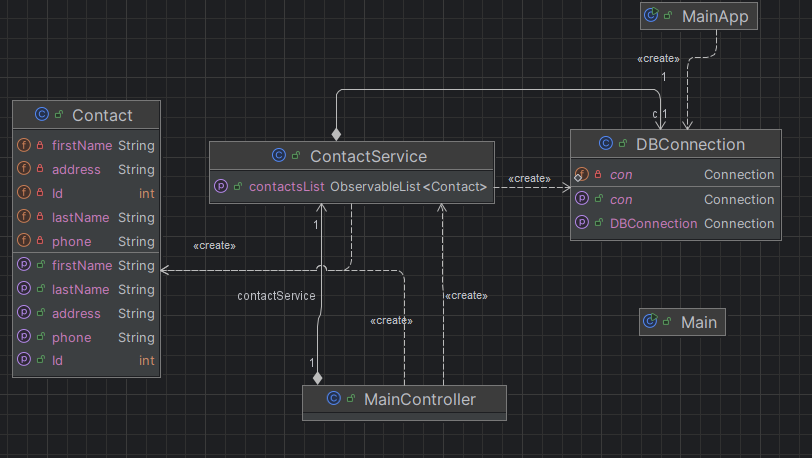 MainApp
«create»
1
c 1
Contact
firstName String
address String
Id int
lastName String
phone String
firstName String
lastName String
address String
phone String
Id int
ContactService
contactsList ObservableList<Contact>
«create»
DBConnection
con Connection
con Connection
DBConnection Connection
1
«create»
contactService
«create»
«create»
1
MainController
Main